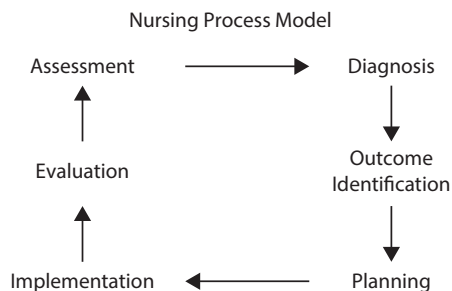 Nursing Process Model
Assessment
Diagnosis
Outcome
Identification
Planning
Implementation
Evaluation